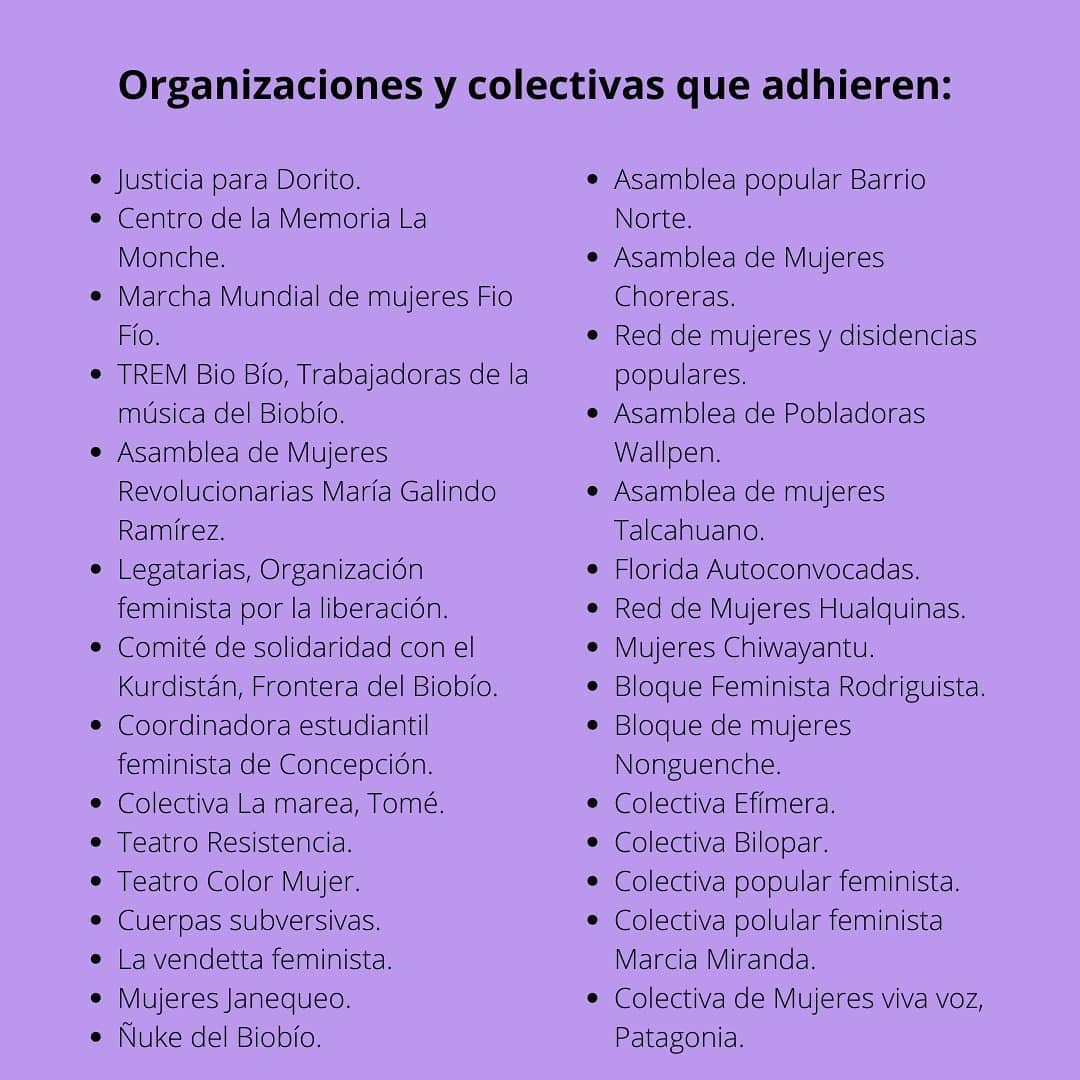 Organizaciones y colectivas que adhieren:
• Justicia para Dorito.
• Centro de la Memoria La
Monche.
• Marcha Mundial de mujeres Fio
Fío.
• TREM Bio Bío, Trabajadoras de la
música del Biobío.
• Asamblea de Mujeres
Revolucionarias María Galindo
Ramírez.
• Legatarias, Organización
feminista por la liberación.
• Comité de solidaridad con el
Kurdistán, Frontera del Biobío.
• Coordinadora estudiantil
feminista de Concepción.
• Colectiva La marea, Tomé.
• Teatro Resistencia.
• Teatro Color Mujer.
• Cuerpas subversivas.
• La vendetta feminista.
• Mujeres Janequeo.
• Ñuke del Biobío.
• Asamblea popular Barrio
Norte.
• Asamblea de Mujeres
Choreras.
• Red de mujeres y disidencias
populares.
• Asamblea de Pobladoras
Wallpen.
• Asamblea de mujeres
Talcahuano.
• Florida Autoconvocadas.
• Red de Mujeres Hualquinas.
• Mujeres Chiwayantu.
• Bloque Feminista Rodriguista.
• Bloque de mujeres
Nonguenche.
• Colectiva Efímera.
• Colectiva Bilopar.
• Colectiva popular feminista.
• Colectiva polular feminista
Marcia Miranda.
• Colectiva de Mujeres viva voz,
Patagonia.